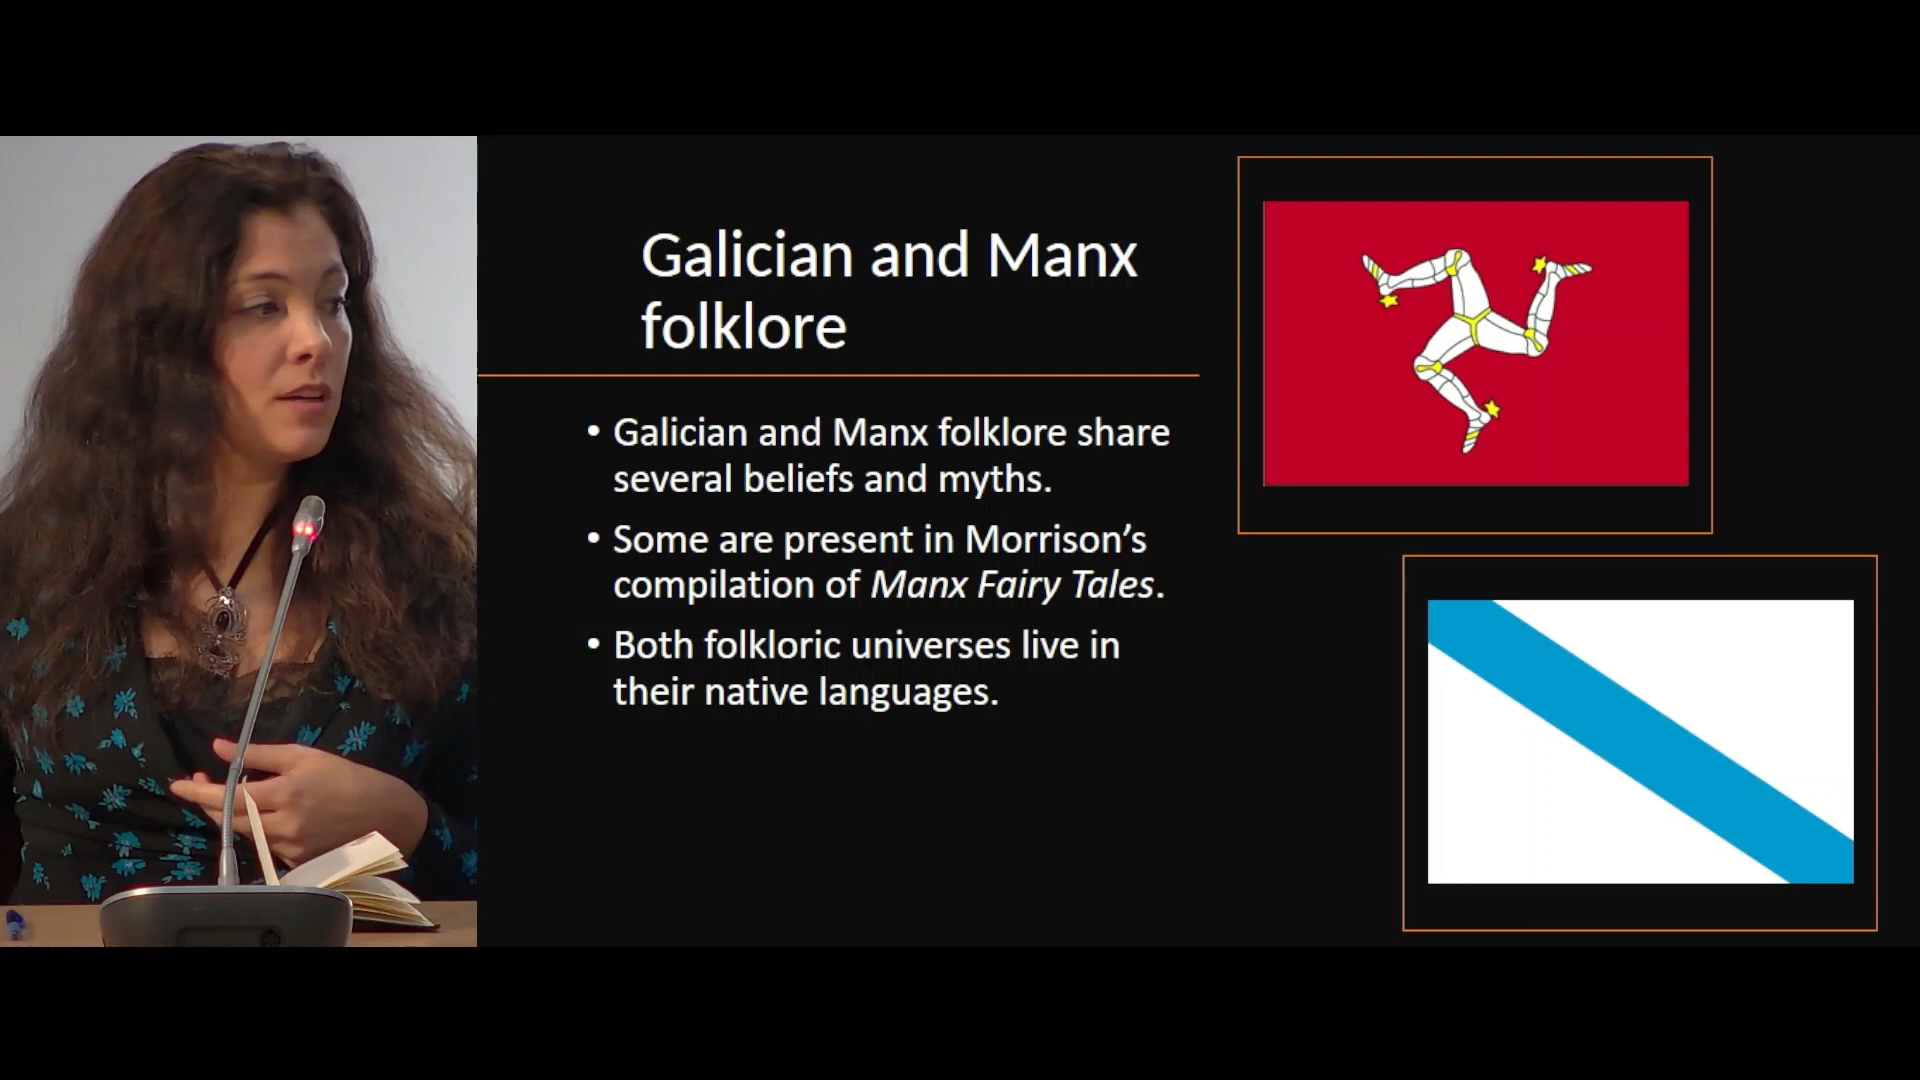 Galician and Manx
folklore
• Galician and Manx folklore share
several beliefs and myths.
• Some are present in Morrison’s
compilation of Manx Fairy Tales.
• Both folkloric universes live in
their native languages.